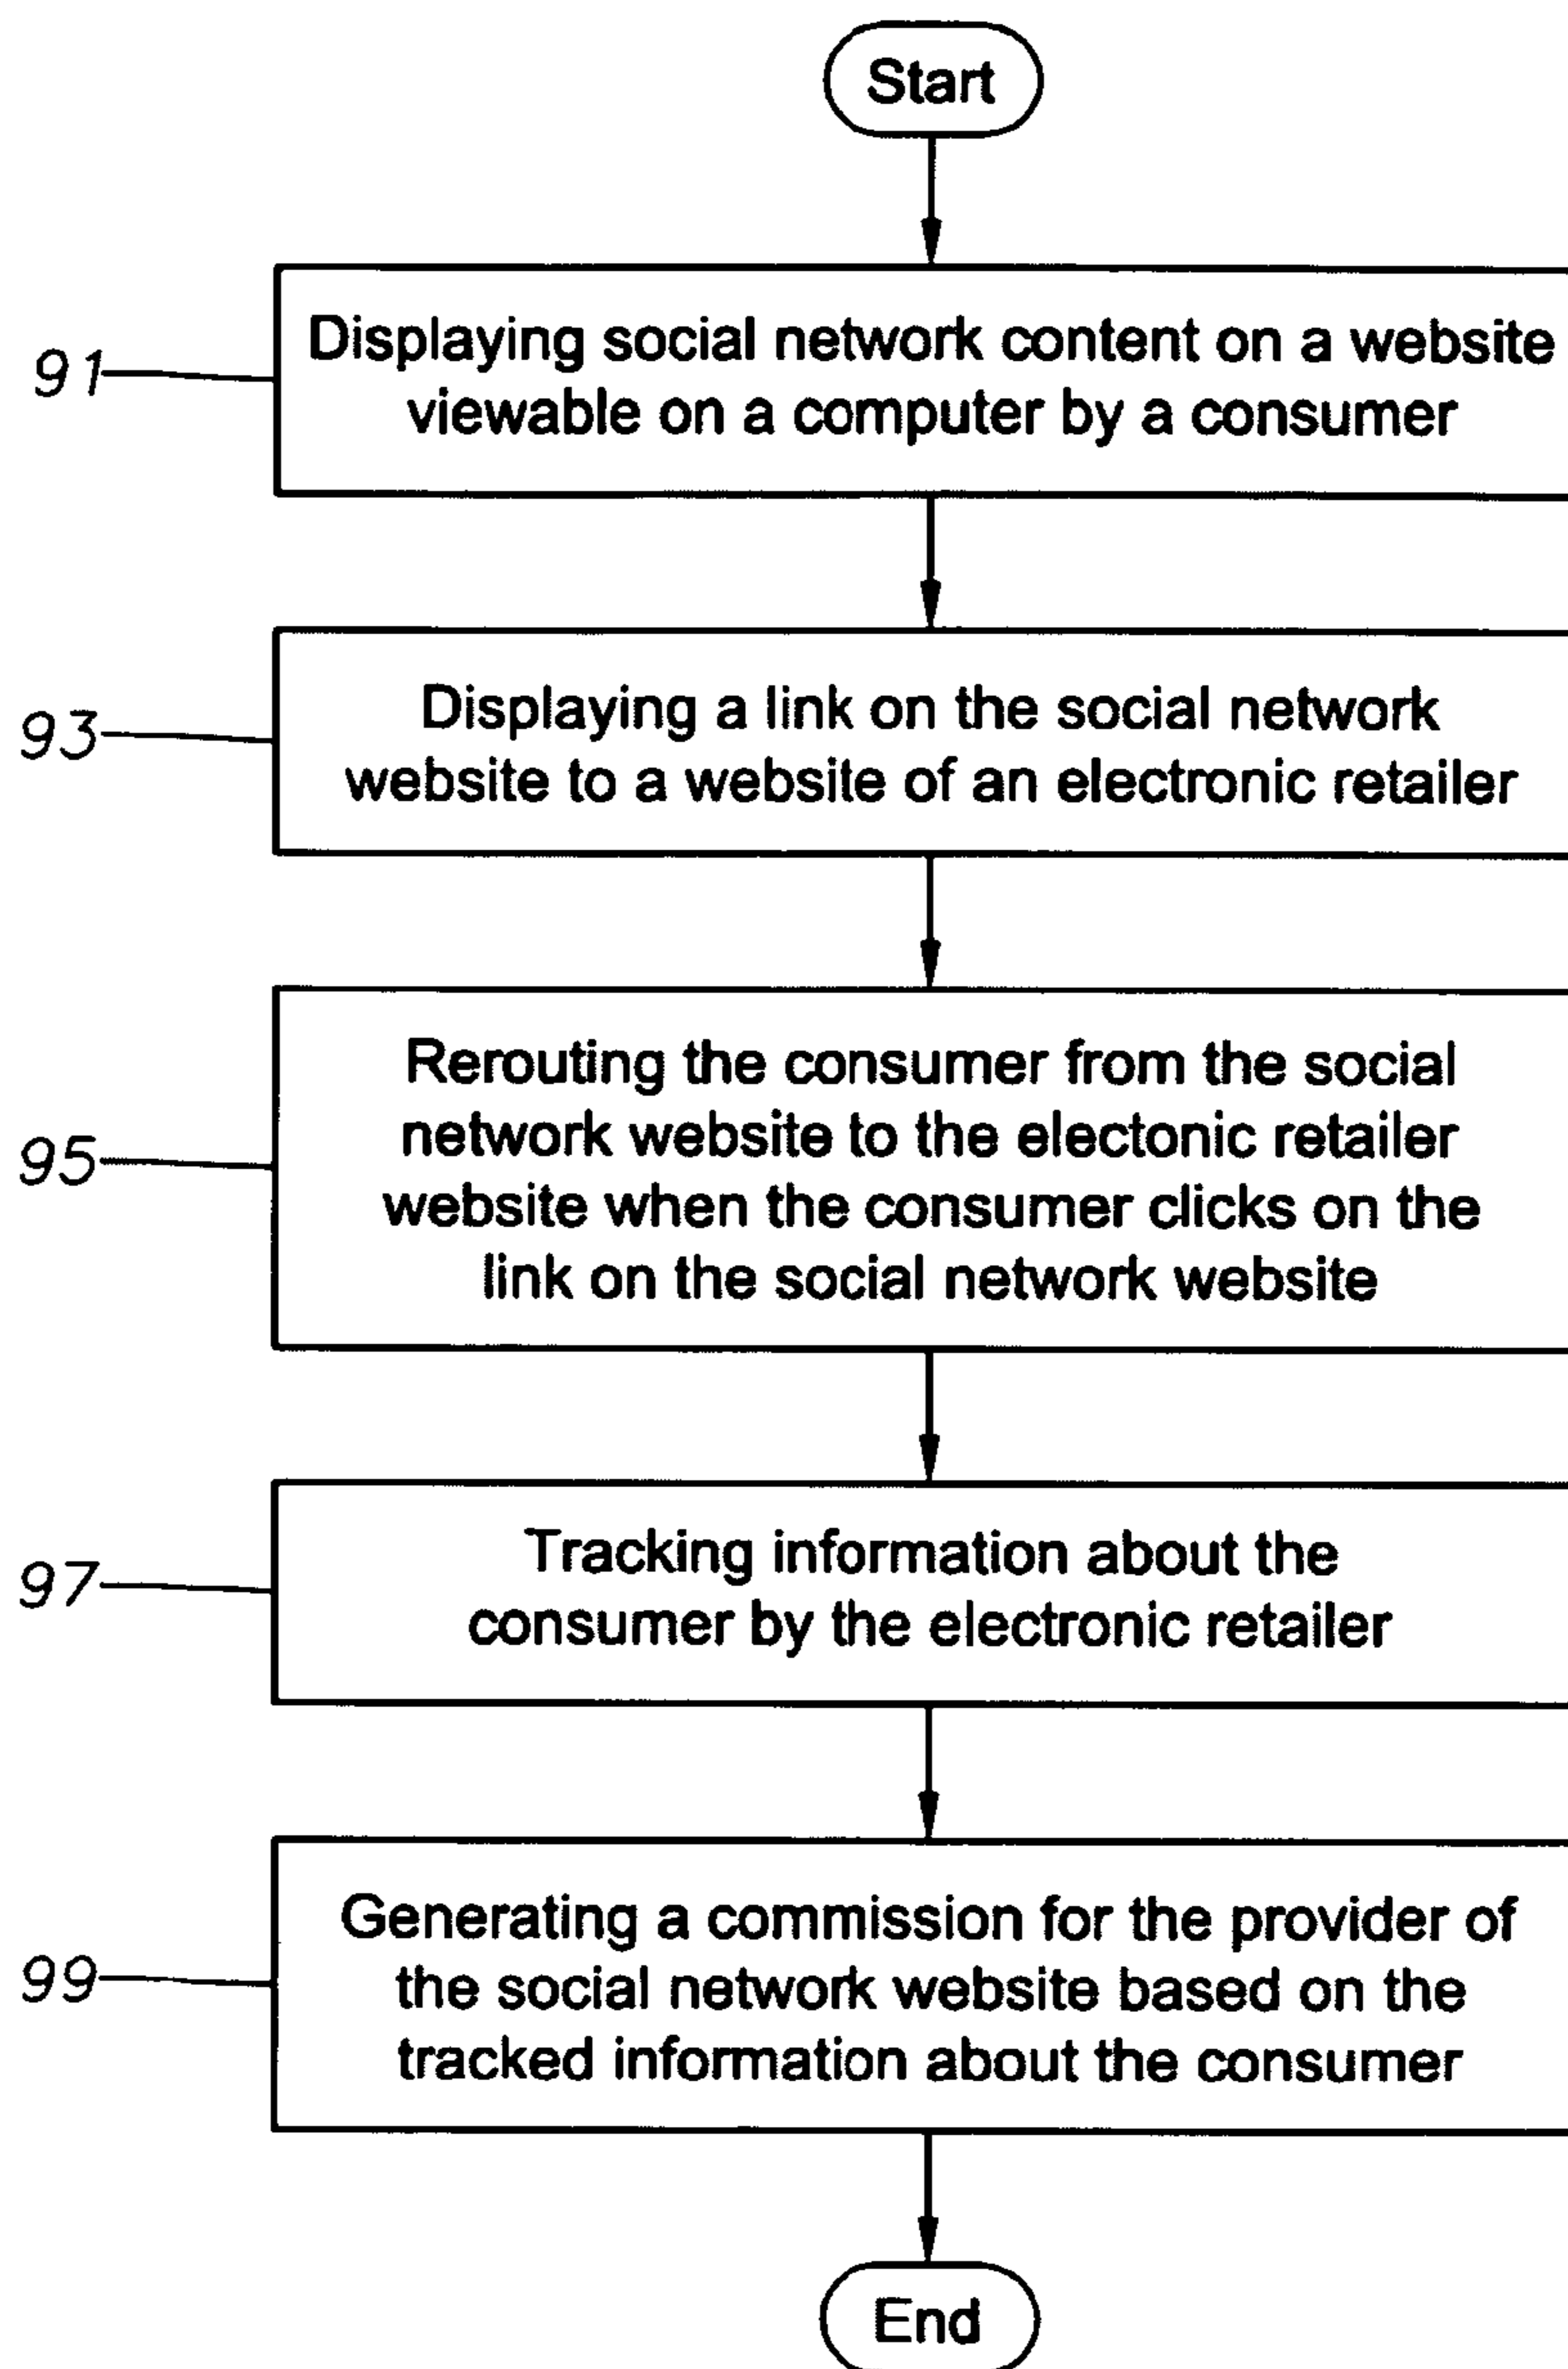 Start
91
Displaying social network content on a website
viewable on a computer by a consumer
93
Displaying a link on the social network
website to a website of an electronic retailer
95
Rerouting the consumer from the social
network website to the electonic retailer
website when the consumer clicks on the
link on the social network website
97
Tracking information about the
consumer by the electronic retailer
99
Generating a commission for the provider of
the social network website based on the
tracked information about the consumer
End